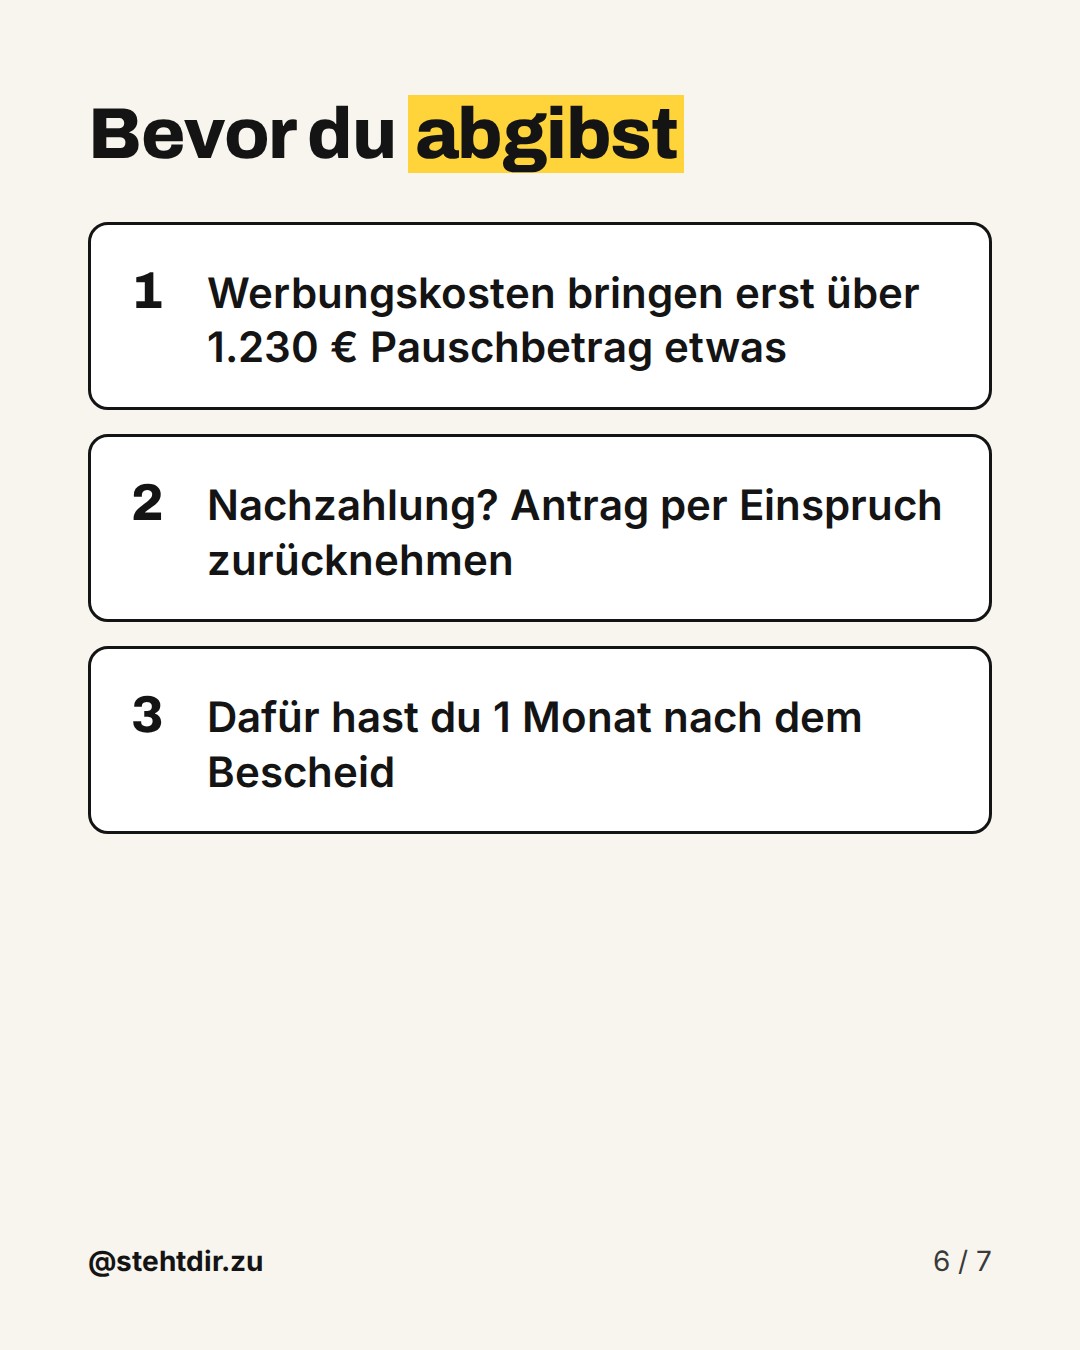 Bevor du abgibst
1 Werbungskosten bringen erst über
1.230 € Pauschbetrag etwas
2 Nachzahlung? Antrag per Einspruch
zurücknehmen
3 Dafür hast du 1 Monat nach dem
Bescheid
@stehtdir.zu
6 / 7